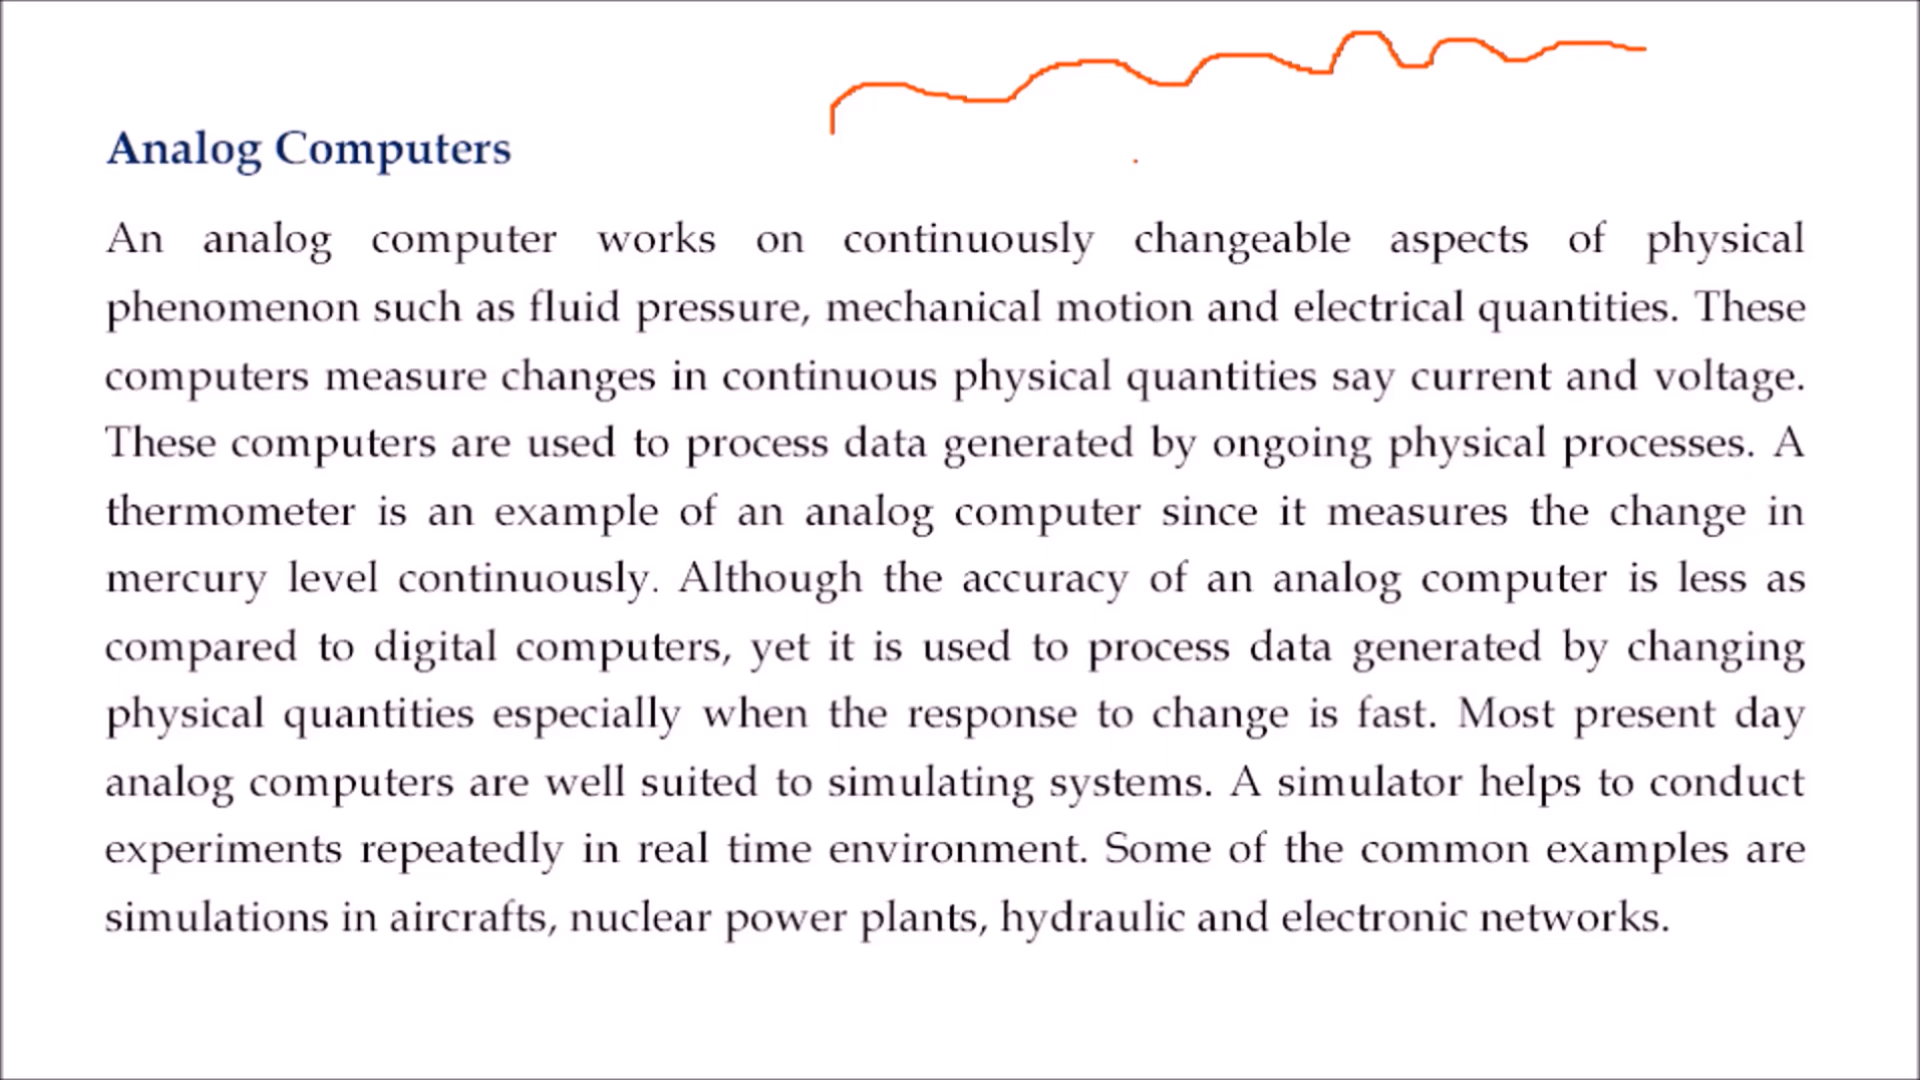 Analog Computers
An analog computer works on continuously changeable aspects of physical
phenomenon such as fluid pressure, mechanical motion and electrical quantities. These
computers measure changes in continuous physical quantities say current and voltage.
These computers are used to process data generated by ongoing physical processes. A
thermometer is an example of an analog computer since it measures the change in
mercury level continuously. Although the accuracy of an analog computer is less as
compared to digital computers, yet it is used to process data generated by changing
physical quantities especially when the response to change is fast. Most present day
analog computers are well suited to simulating systems. A simulator helps to conduct
experiments repeatedly in real time environment. Some of the common examples are
simulations in aircrafts, nuclear power plants, hydraulic and electronic networks.